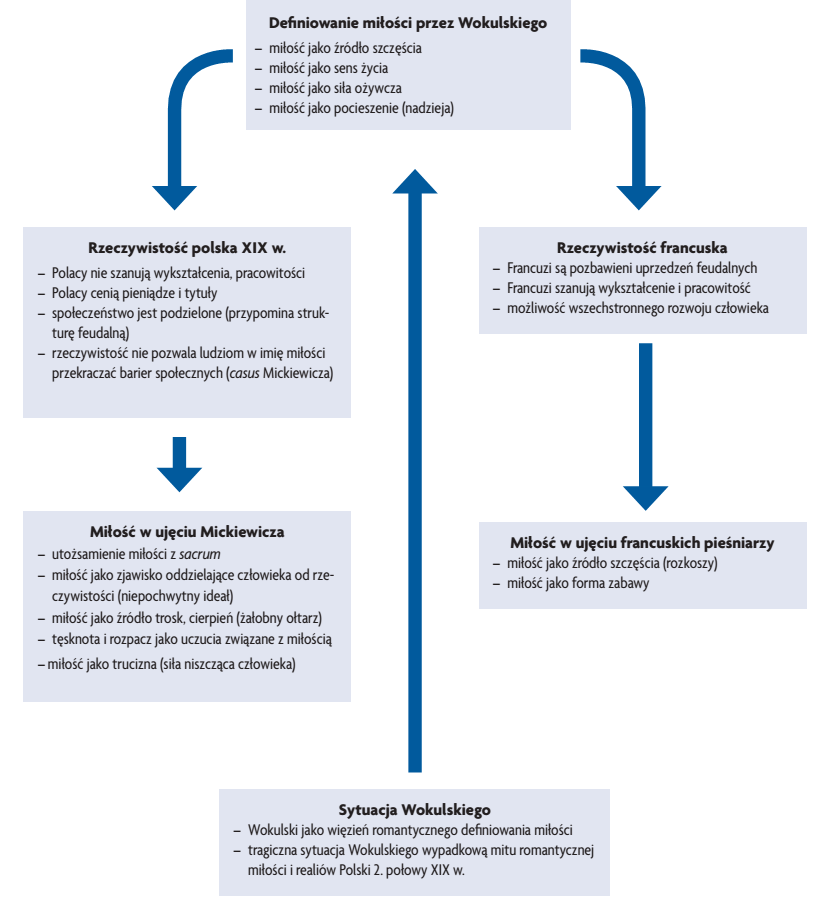 Definiowanie miłości przez Wokulskiego
– miłość jako źródło szczęścia
– miłość jako sens życia
– miłość jako siła ożywcza
– miłość jako pocieszenie (nadzieja)
Rzeczywistość polska XIX w.
– Polacy nie szanują wykształcenia, pracowitości
– Polacy cenią pieniądze i tytuły
– społeczeństwo jest podzielone (przypomina struk-
turę feudalną)
– rzeczywistość nie pozwala ludziom w imię miłości
przekraczać barier społecznych (casus Mickiewicza)
Rzeczywistość francuska
– Francuzi są pozbawieni uprzedzeń feudalnych
– Francuzi szanują wykształcenie i pracowitość
– możliwość wszechstronnego rozwoju człowieka
Miłość w ujęciu Mickiewicza
– utożsamienie miłości z sacrum
– miłość jako zjawisko oddzielające człowieka od rze-
czywistości (niepochwytny ideał)
– miłość jako źródło trosk, cierpień (żałobny ołtarz)
– tęsknota i rozpacz jako uczucia związane z miłością
– miłość jako trucizna (siła niszcząca człowieka)
Miłość w ujęciu francuskich pieśniarzy
– miłość jako źródło szczęścia (rozkoszy)
– miłość jako forma zabawy
Sytuacja Wokulskiego
– Wokulski jako więzień romantycznego definiowania miłości
– tragiczna sytuacja Wokulskiego wypadkową mitu romantycznej
miłości i realiów Polski 2. połowy XIX w.